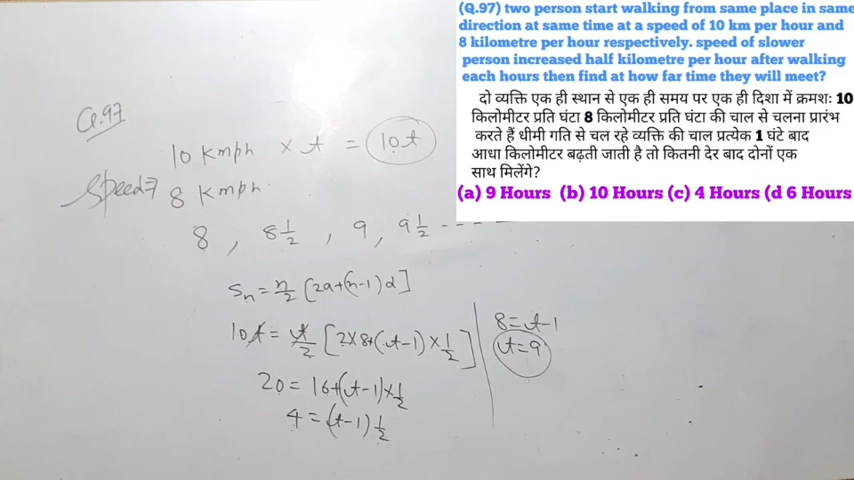 (Q.97) two person start walking from same place in same
direction at same time at a speed of 10 km per hour and
8 kilometre per hour respectively. speed of slower
person increased half kilometre per hour after walking
each hours then find at how far time they will meet?
दो व्यक्ति एक ही स्थान से एक ही समय पर एक ही दिशा में क्रमशः 10
किलोमीटर प्रति घंटा 8 किलोमीटर प्रति घंटा की चाल से चलना प्रारंभ
करते हैं धीमी गति से चल रहे व्यक्ति की चाल प्रत्येक 1 घंटे बाद
आधा किलोमीटर बढ़ती जाती है तो कितनी देर बाद दोनों एक
साथ मिलेंगे?
(a) 9 Hours (b) 10 Hours (c) 4 Hours (d 6 Hours
Q.97
10 Kmph × t = 10t
Speed⇒ 8 Kmph
8 , 8½ , 9 , 9½ - - - -
Sn = n/2 [2a+(n-1)d]
10t = t/2 [2×8+(t-1)×1/2]
20 = 16+(t-1)×1/2
4 = (t-1)1/2
8 = t-1
t = 9